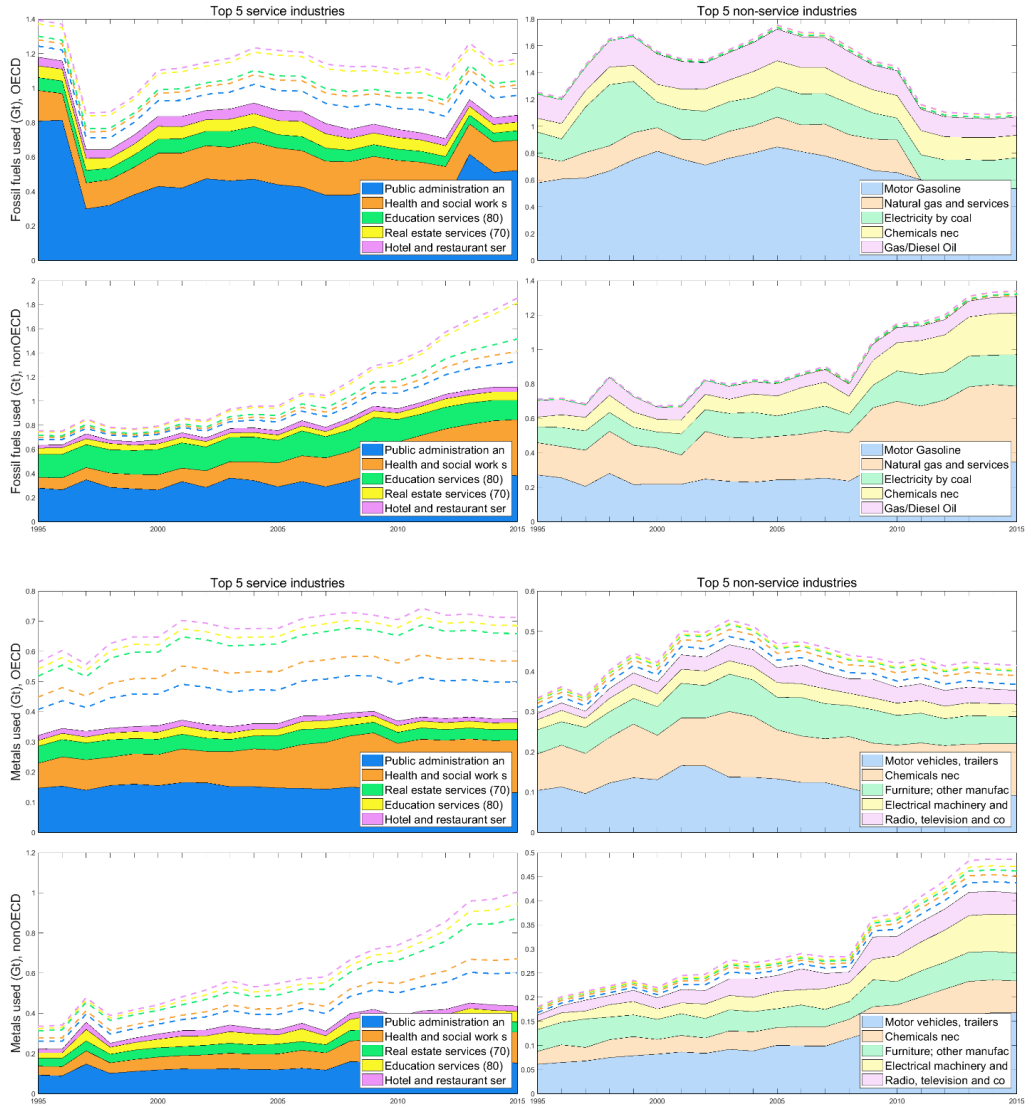 Top 5 service industries
Top 5 non-service industries
Fossil fuels used (Gt), OECD
1.4
1.2
1
0.8
0.6
0.4
0.2
0
Public administration an
Health and social work s
Education services (80)
Real estate services (70)
Hotel and restaurant ser
1.8
1.6
1.4
1.2
1
0.8
0.6
0.4
0.2
0
Motor Gasoline
Natural gas and services
Electricity by coal
Chemicals nec
Gas/Diesel Oil
Fossil fuels used (Gt), nonOECD
2
1.8
1.6
1.4
1.2
1
0.8
0.6
0.4
0.2
0
Public administration an
Health and social work s
Education services (80)
Real estate services (70)
Hotel and restaurant ser
1995 2000 2005 2010 2015
1.4
1.2
1
0.8
0.6
0.4
0.2
0
Motor Gasoline
Natural gas and services
Electricity by coal
Chemicals nec
Gas/Diesel Oil
1995 2000 2005 2010 2015
Top 5 service industries
Top 5 non-service industries
Metals used (Gt), OECD
0.8
0.7
0.6
0.5
0.4
0.3
0.2
0.1
0
Public administration an
Health and social work s
Real estate services (70)
Education services (80)
Hotel and restaurant ser
0.6
0.5
0.4
0.3
0.2
0.1
0
Motor vehicles, trailers
Chemicals nec
Furniture; other manufac
Electrical machinery and
Radio, television and co
Metals used (Gt), nonOECD
1.2
1
0.8
0.6
0.4
0.2
0
Public administration an
Health and social work s
Real estate services (70)
Education services (80)
Hotel and restaurant ser
1995 2000 2005 2010 2015
0.5
0.45
0.4
0.35
0.3
0.25
0.2
0.15
0.1
0.05
0
Motor vehicles, trailers
Chemicals nec
Furniture; other manufac
Electrical machinery and
Radio, television and co
1995 2000 2005 2010 2015